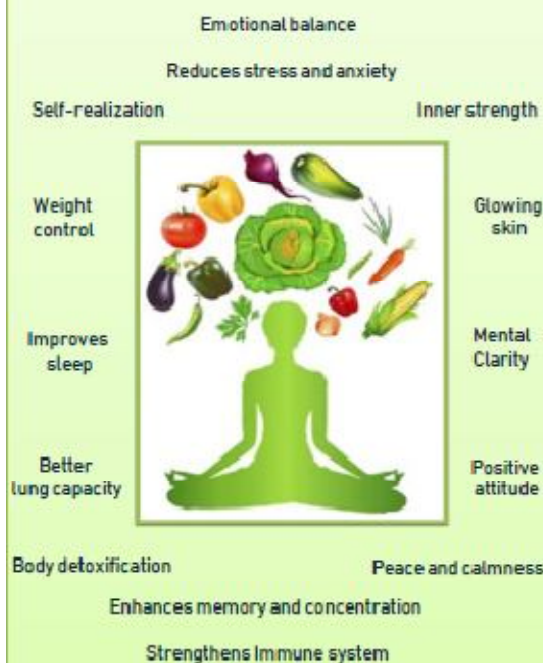 Emotional balance
Reduces stress and anxiety
Self-realization
Inner strength
Weight
control
Glowing
skin
Improves
sleep
Mental
Clarity
Better
lung capacity
Positive
attitude
Body detoxification
Peace and calmness
Enhances memory and concentration
Strengthens Immune system